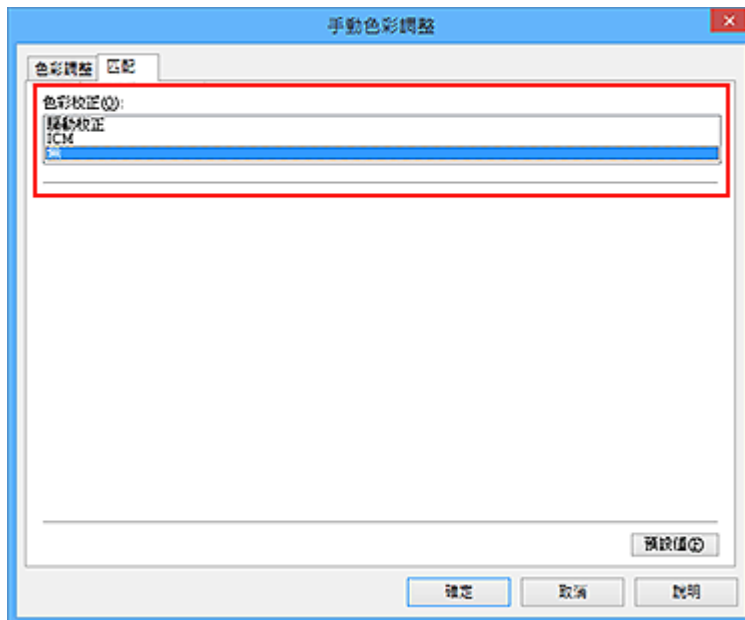 手動色彩調整
色彩調整 匹配
色彩校正(Q):
驅動校正
ICM
無
預設值(F)
確定 取消 說明